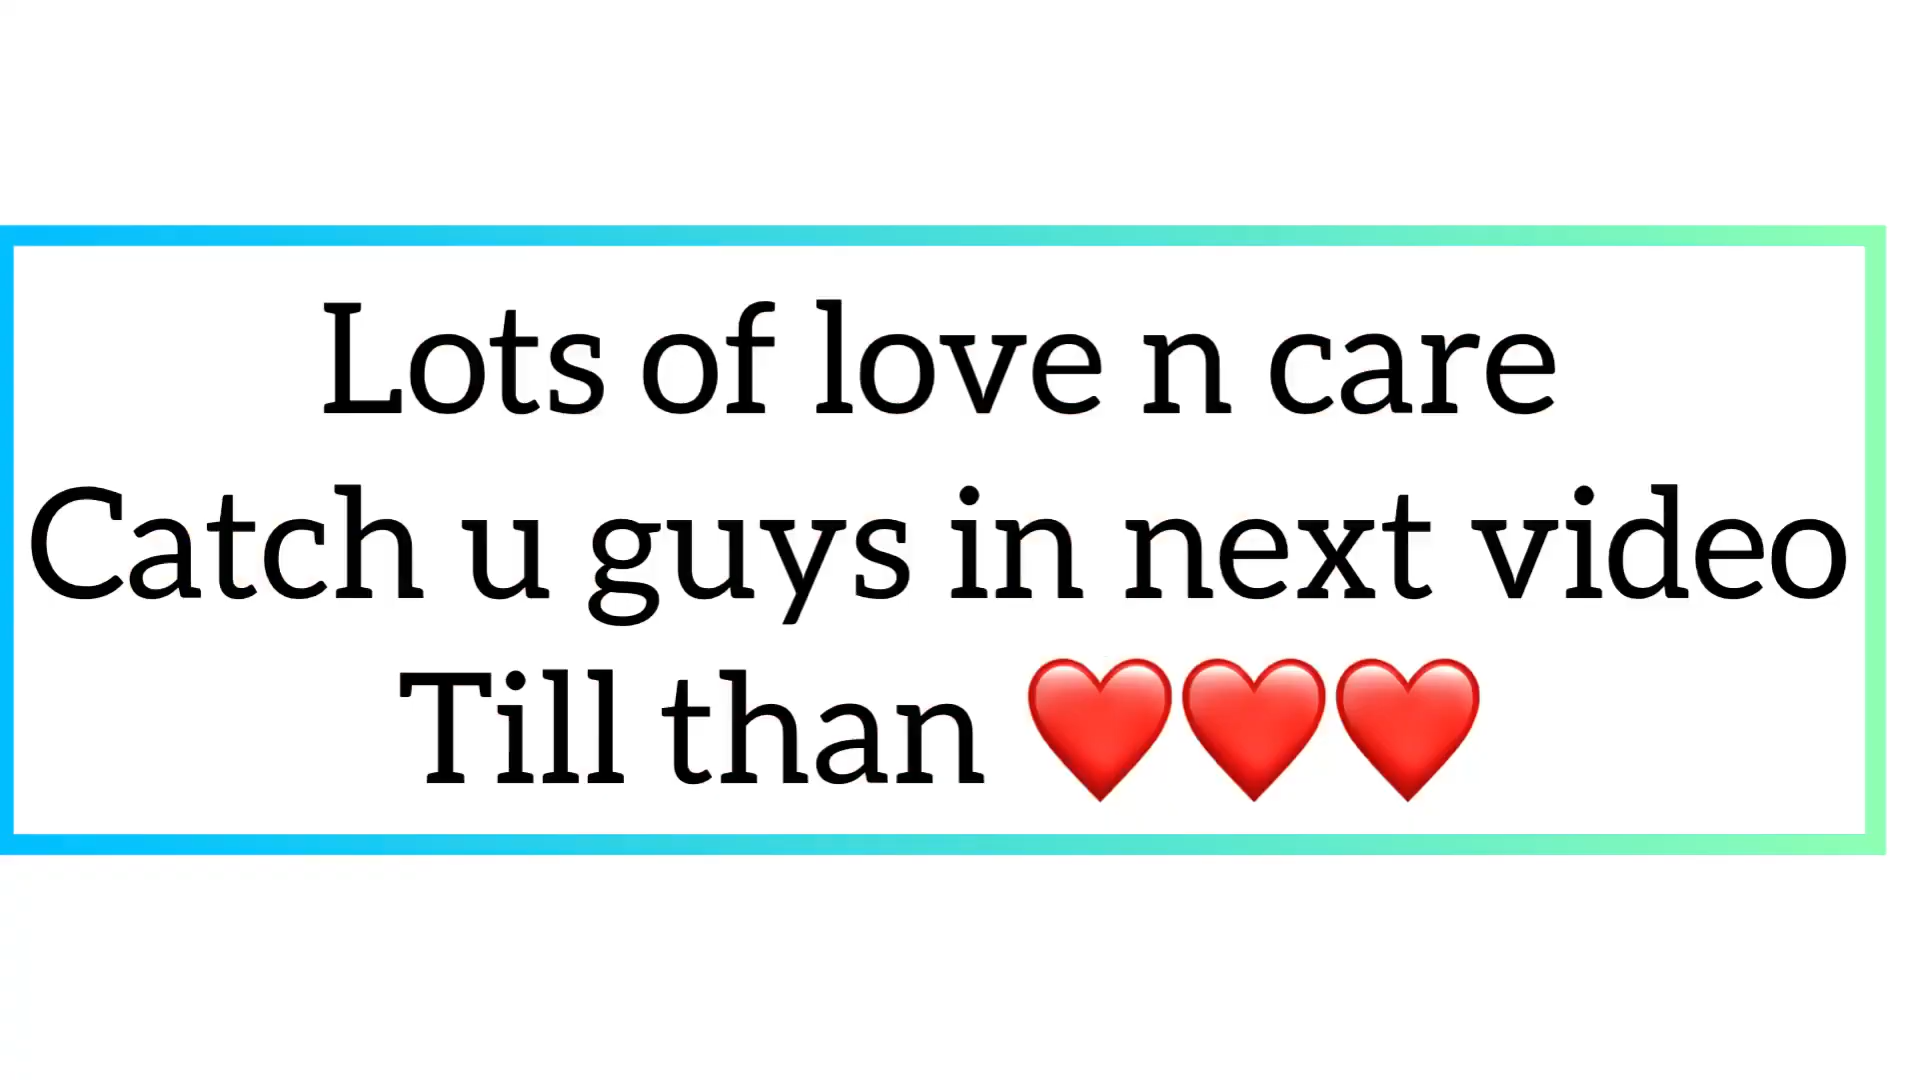 Lots of love n care
Catch u guys in next video
Till than ❤️❤️❤️